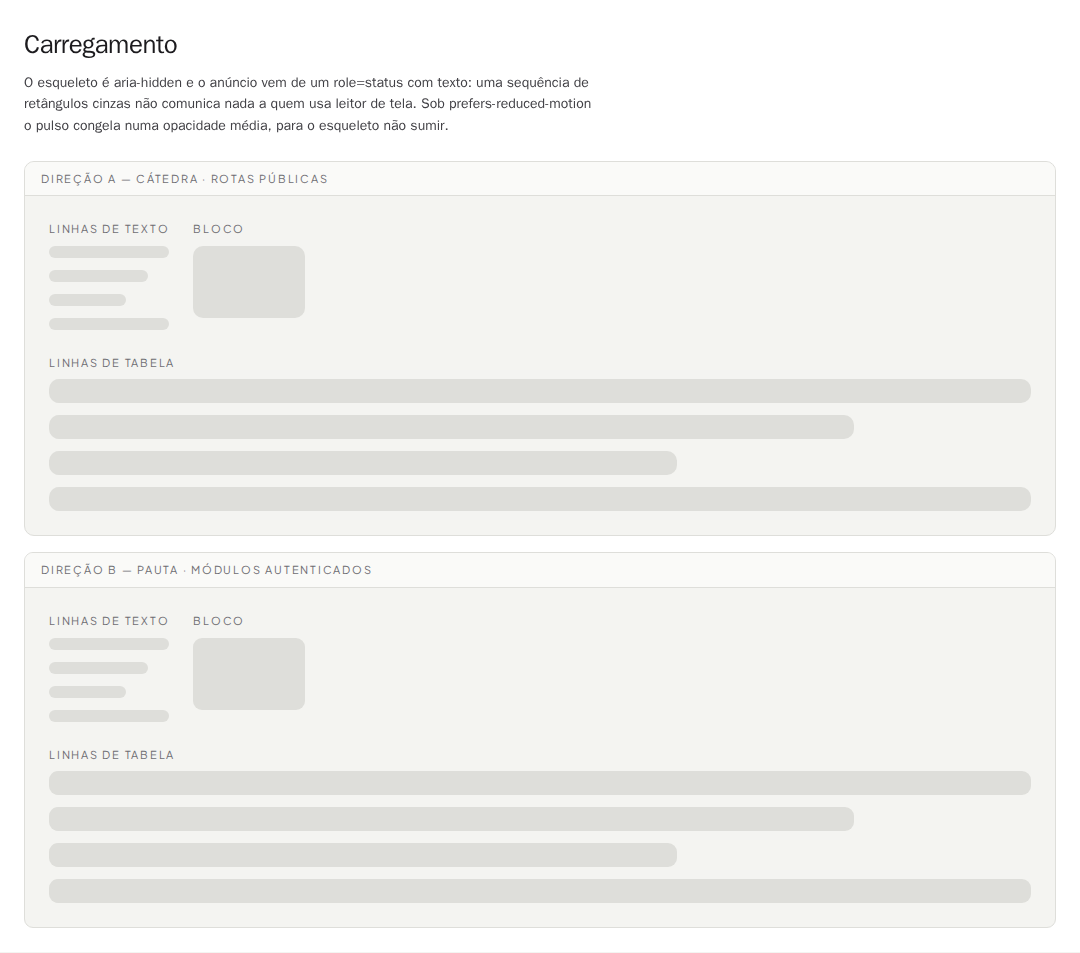 Carregamento
O esqueleto é aria-hidden e o anúncio vem de um role=status com texto: uma sequência de
retângulos cinzas não comunica nada a quem usa leitor de tela. Sob prefers-reduced-motion
o pulso congela numa opacidade média, para o esqueleto não sumir.
DIREÇÃO A — CÁTEDRA · ROTAS PÚBLICAS
LINHAS DE TEXTO BLOCO
LINHAS DE TABELA
DIREÇÃO B — PAUTA · MÓDULOS AUTENTICADOS
LINHAS DE TEXTO BLOCO
LINHAS DE TABELA